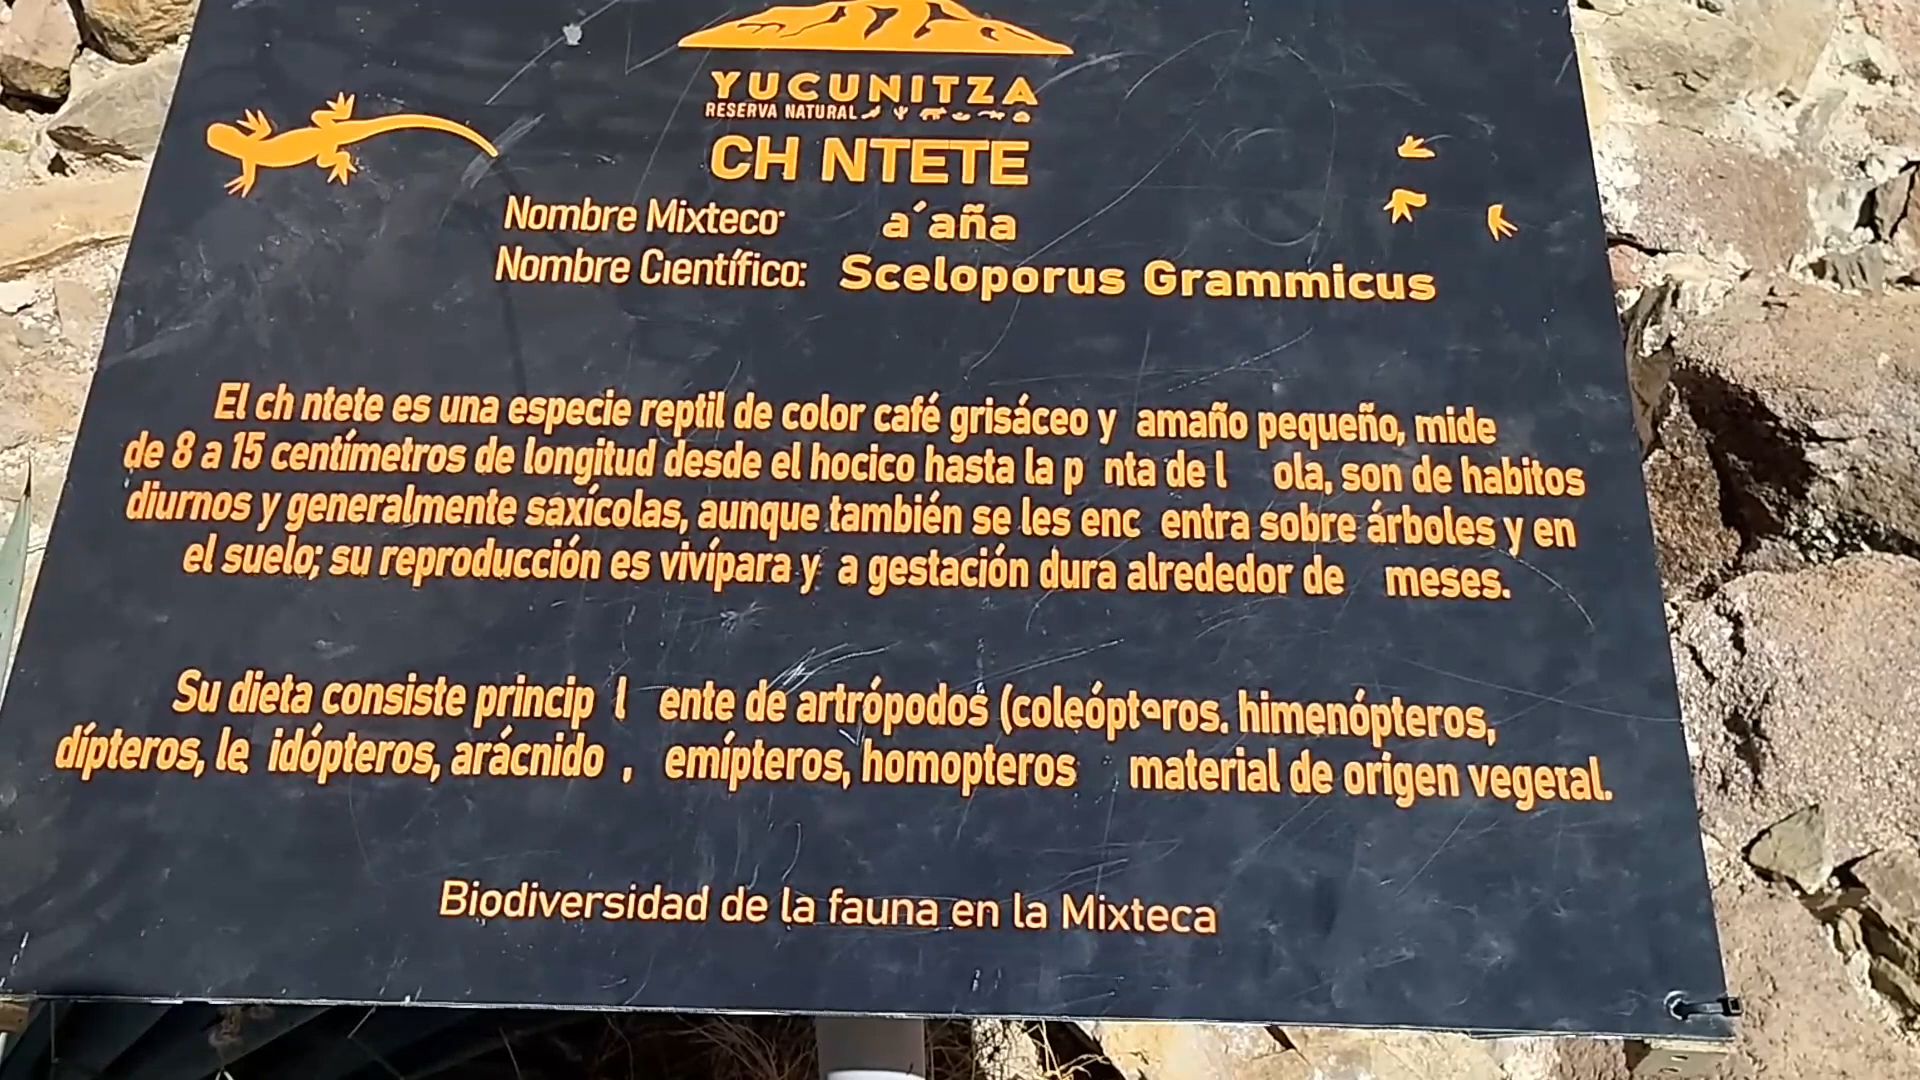 YUCUNITZA
RESERVA NATURAL
CH NTETE
Nombre Mixteco: a´aña
Nombre Científico: Sceloporus Grammicus
El ch ntete es una especie reptil de color café grisáceo y amaño pequeño, mide
de 8 a 15 centímetros de longitud desde el hocico hasta la p nta de l ola, son de habitos
diurnos y generalmente saxícolas, aunque también se les enc entra sobre árboles y en
el suelo; su reproducción es vivípara y a gestación dura alrededor de meses.
Su dieta consiste princip l ente de artrópodos (coleópteros. himenópteros,
dípteros, le idópteros, arácnido , emípteros, homopteros material de origen vegetal.
Biodiversidad de la fauna en la Mixteca